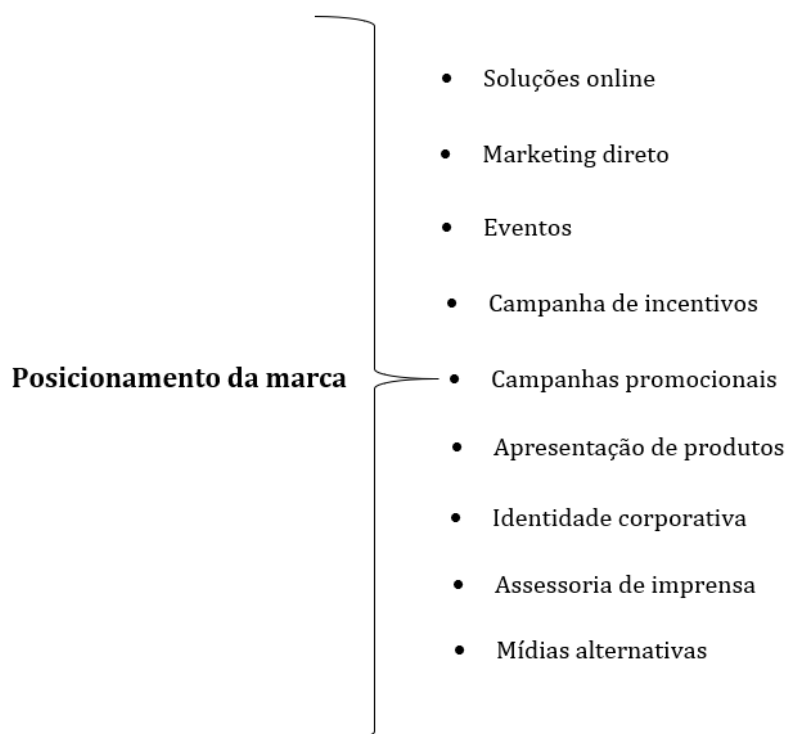 Soluções online
Marketing direto
Eventos
Campanha de incentivos
Posicionamento da marca
Campanhas promocionais
Apresentação de produtos
Identidade corporativa
Assessoria de imprensa
Mídias alternativas